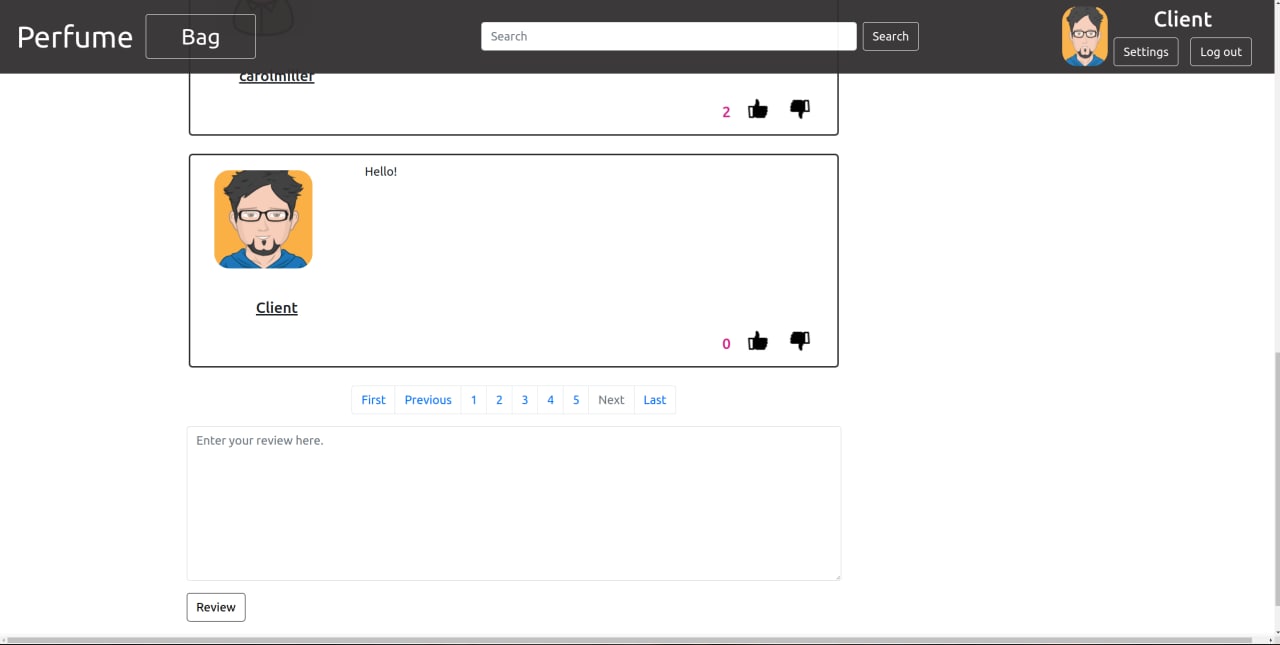 Perfume Bag Search Search Client
Settings Log out
carolmiller
2
Hello!
Client
0
First Previous 1 2 3 4 5 Next Last
Enter your review here.
Review